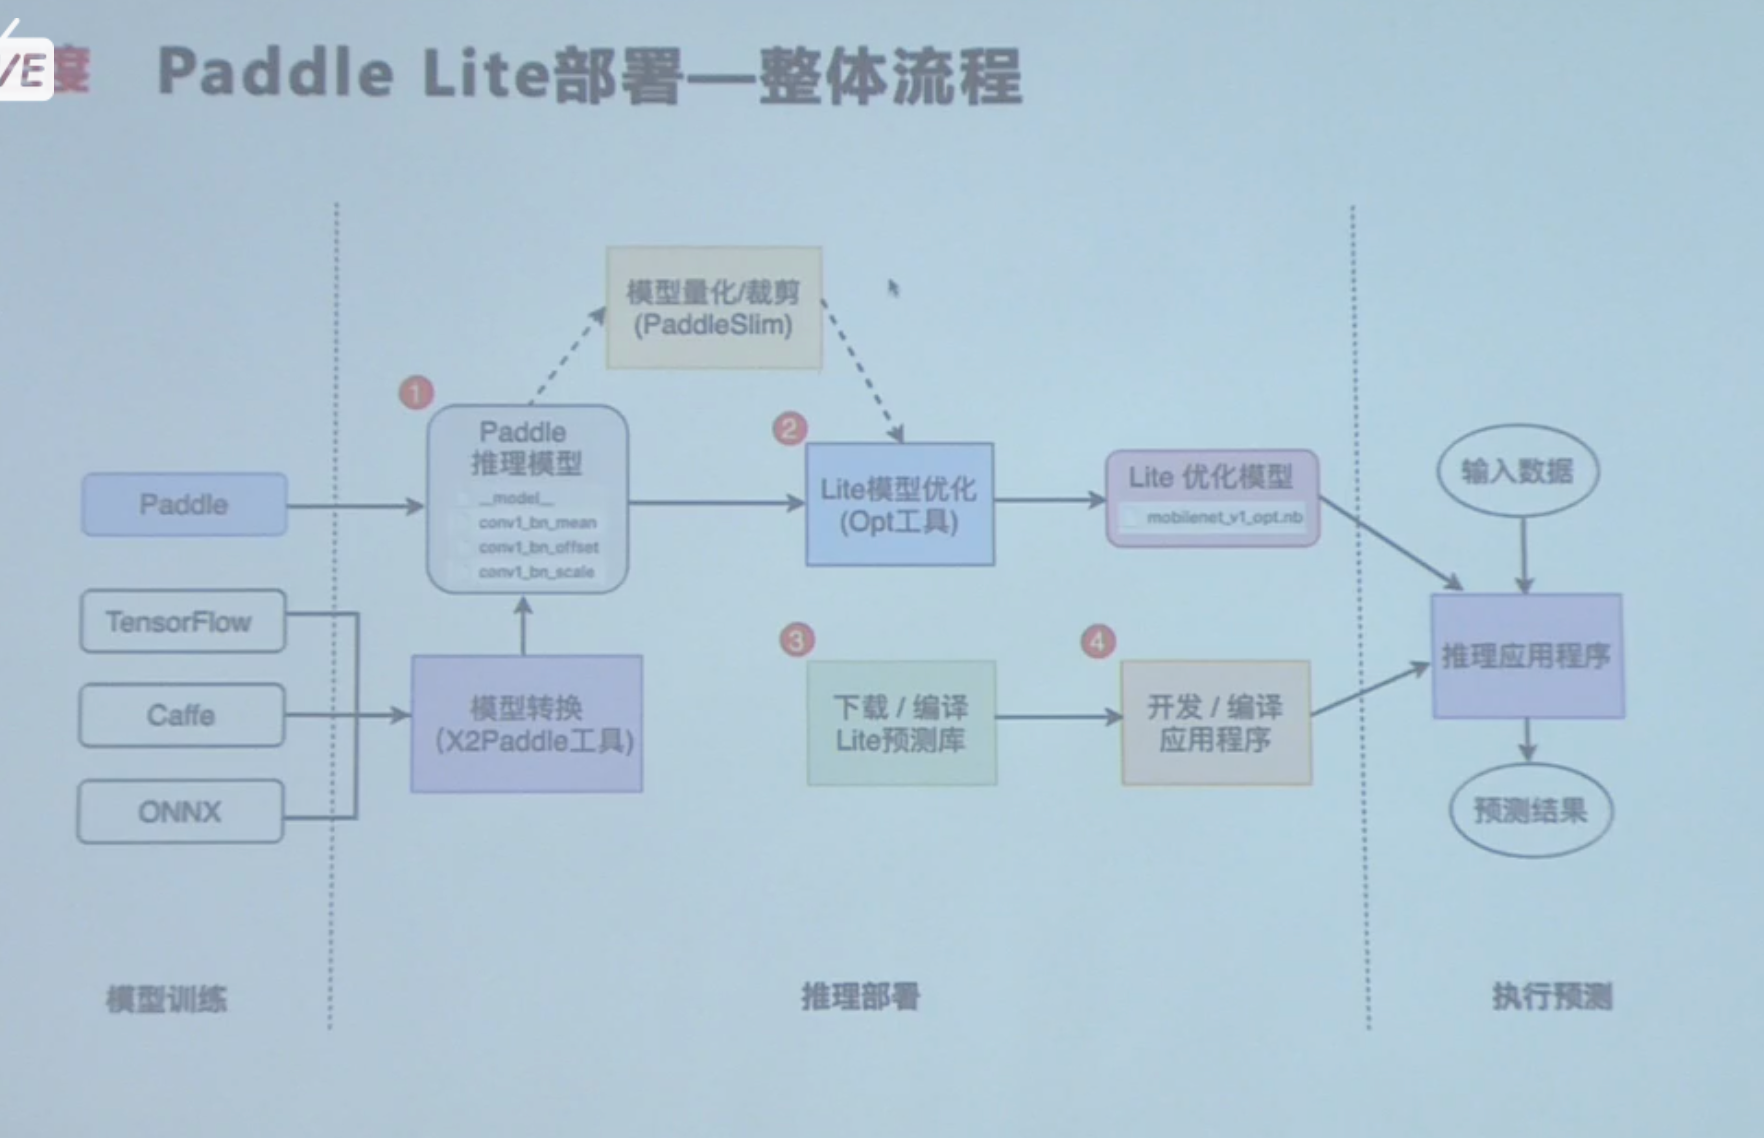 VE
度
Paddle Lite部署—整体流程
模型量化/裁剪
(PaddleSlim)
1
Paddle
推理模型
__model__
conv1_bn_mean
conv1_bn_offset
conv1_bn_scale
2
Lite模型优化
(Opt工具)
Lite 优化模型
mobilenet_v1_opt.nb
输入数据
Paddle
TensorFlow
Caffe
ONNX
模型转换
(X2Paddle工具)
3
下载 / 编译
Lite预测库
4
开发 / 编译
应用程序
推理应用程序
预测结果
模型训练
推理部署
执行预测